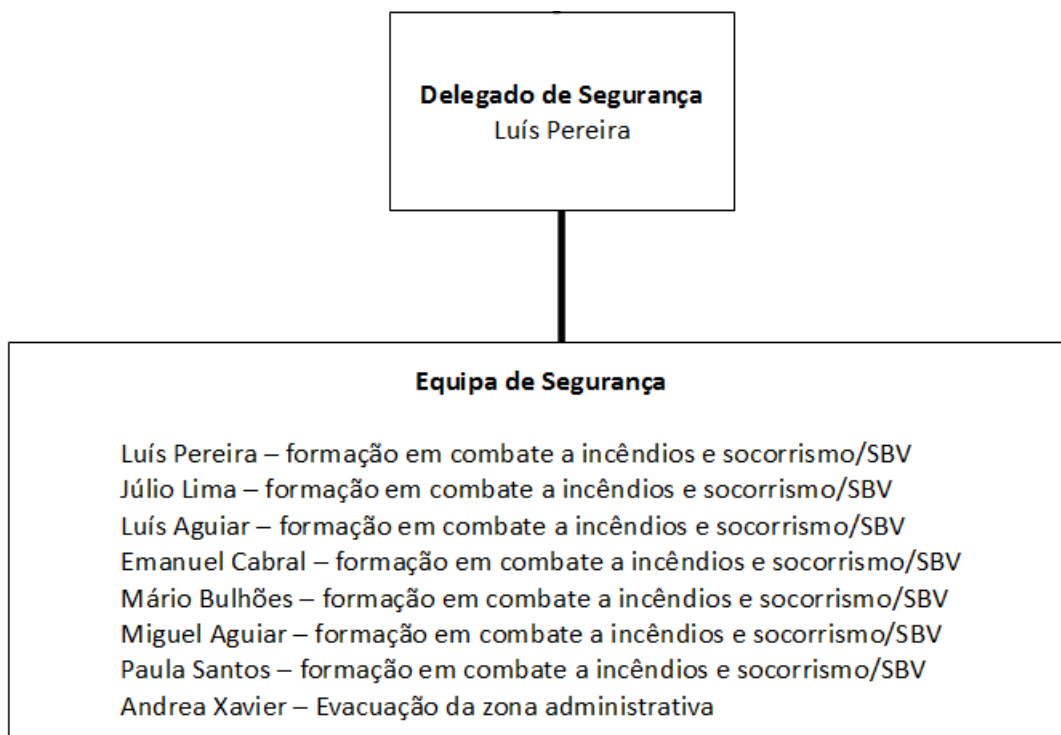 Delegado de Segurança
Luís Pereira
Equipa de Segurança
Luís Pereira – formação em combate a incêndios e socorrismo/SBV
Júlio Lima – formação em combate a incêndios e socorrismo/SBV
Luís Aguiar – formação em combate a incêndios e socorrismo/SBV
Emanuel Cabral – formação em combate a incêndios e socorrismo/SBV
Mário Bulhões – formação em combate a incêndios e socorrismo/SBV
Miguel Aguiar – formação em combate a incêndios e socorrismo/SBV
Paula Santos – formação em combate a incêndios e socorrismo/SBV
Andrea Xavier – Evacuação da zona administrativa